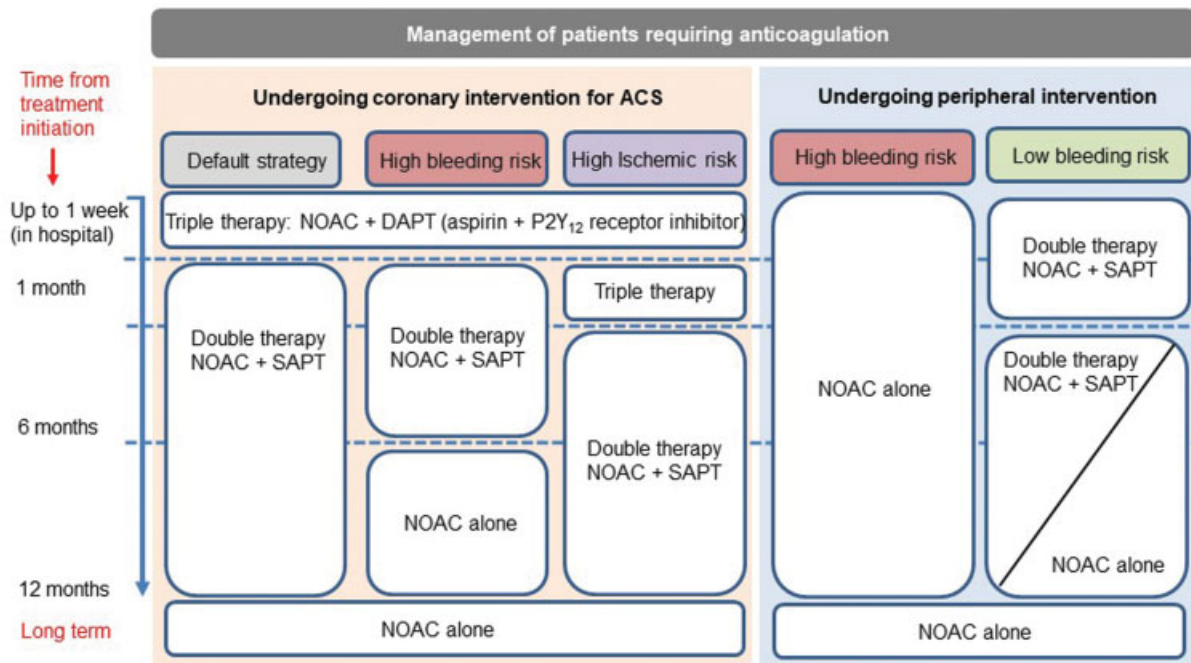 Management of patients requiring anticoagulation
Time from
treatment
initiation
Undergoing coronary intervention for ACS
Undergoing peripheral intervention
Default strategy
High bleeding risk
High Ischemic risk
High bleeding risk
Low bleeding risk
Up to 1 week
(in hospital)
Triple therapy: NOAC + DAPT (aspirin + P2Y₁₂ receptor inhibitor)
Double therapy
NOAC + SAPT
1 month
Triple therapy
Double therapy
NOAC + SAPT
Double therapy
NOAC + SAPT
Double therapy
NOAC + SAPT
NOAC alone
6 months
Double therapy
NOAC + SAPT
NOAC alone
NOAC alone
12 months
Long term
NOAC alone
NOAC alone